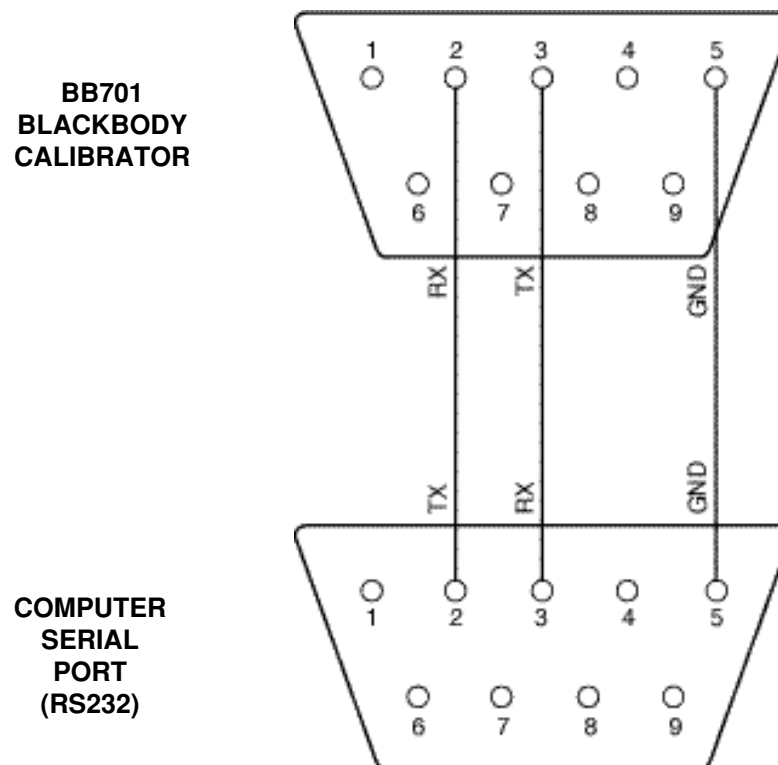 BB701
BLACKBODY
CALIBRATOR
1 2 3 4 5
6 7 8 9
RX TX GND
TX RX GND
COMPUTER
SERIAL
PORT
(RS232)
1 2 3 4 5
6 7 8 9